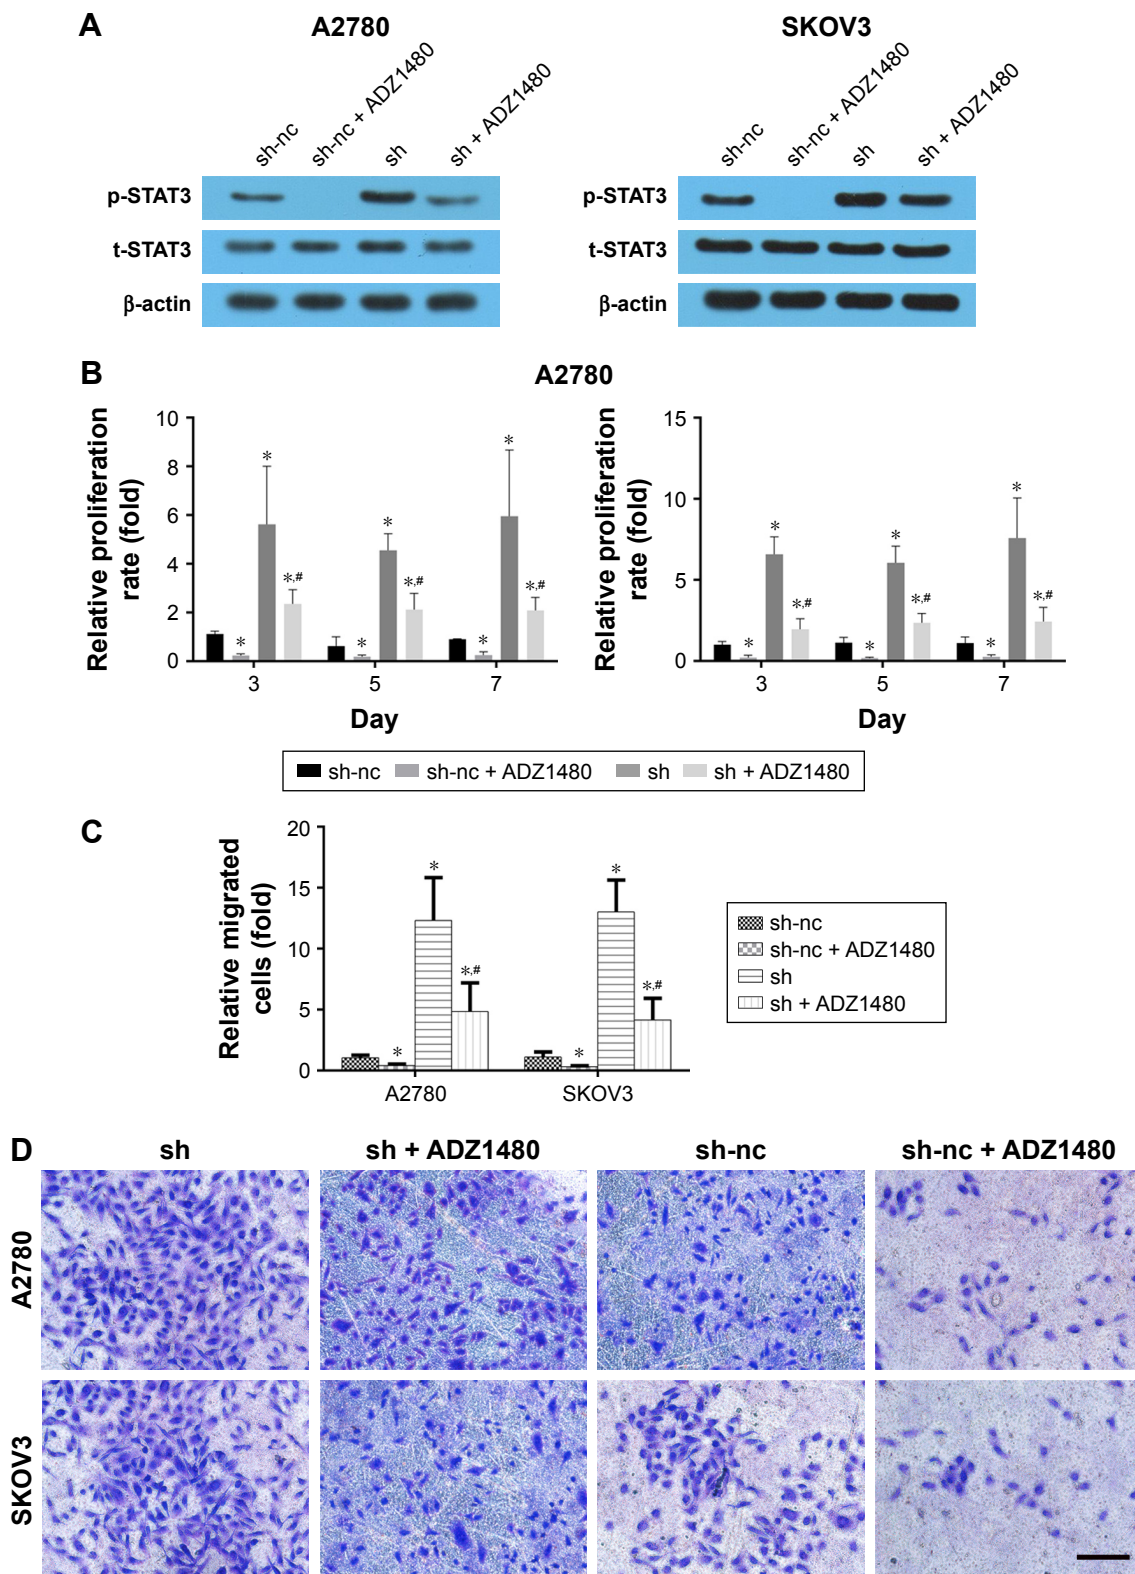 A
A2780
SKOV3
sh-nc
sh-nc + ADZ1480
sh
sh + ADZ1480
sh-nc
sh-nc + ADZ1480
sh
sh + ADZ1480
p-STAT3
t-STAT3
β-actin
p-STAT3
t-STAT3
β-actin
B
A2780
Relative proliferation
rate (fold)
10
8
6
4
2
0
*
*
*,#
*
*
*,#
*
*
*,#
3
5
7
Day
Relative proliferation
rate (fold)
15
10
5
0
*
*
*,#
*
*
*,#
*
*
*,#
3
5
7
Day
sh-nc
sh-nc + ADZ1480
sh
sh + ADZ1480
C
Relative migrated
cells (fold)
20
15
10
5
0
*
*
*,#
*
*
*,#
A2780
SKOV3
sh-nc
sh-nc + ADZ1480
sh
sh + ADZ1480
D
sh
sh + ADZ1480
sh-nc
sh-nc + ADZ1480
A2780
SKOV3